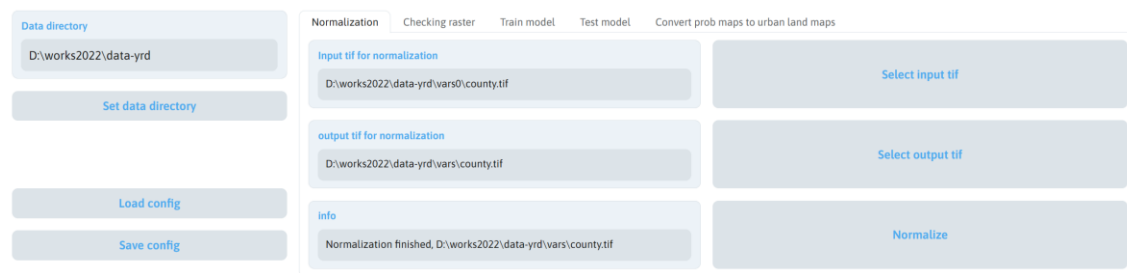 Data directory
D:\works2022\data-yrd
Set data directory
Load config
Save config
Normalization Checking raster Train model Test model Convert prob maps to urban land maps
Input tif for normalization
D:\works2022\data-yrd\vars0\county.tif
Select input tif
output tif for normalization
D:\works2022\data-yrd\vars\county.tif
Select output tif
info
Normalization finished, D:\works2022\data-yrd\vars\county.tif
Normalize